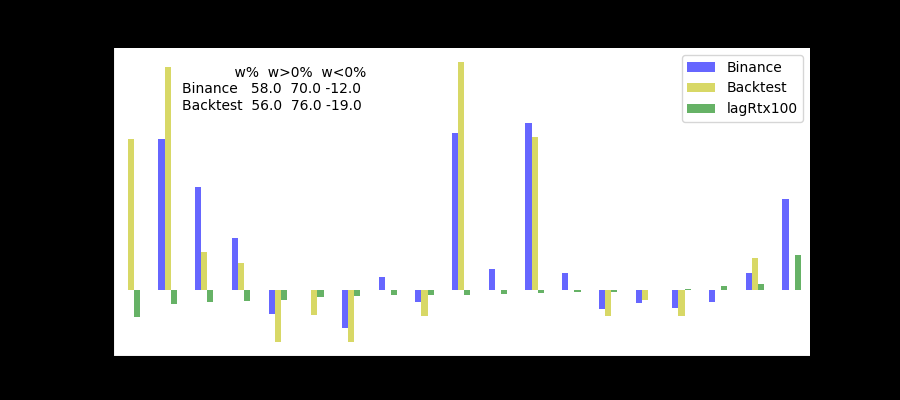 w%  w>0%  w<0%
Binance   58.0  70.0 -12.0
Backtest  56.0  76.0 -19.0
Binance
Backtest
lagRtx100